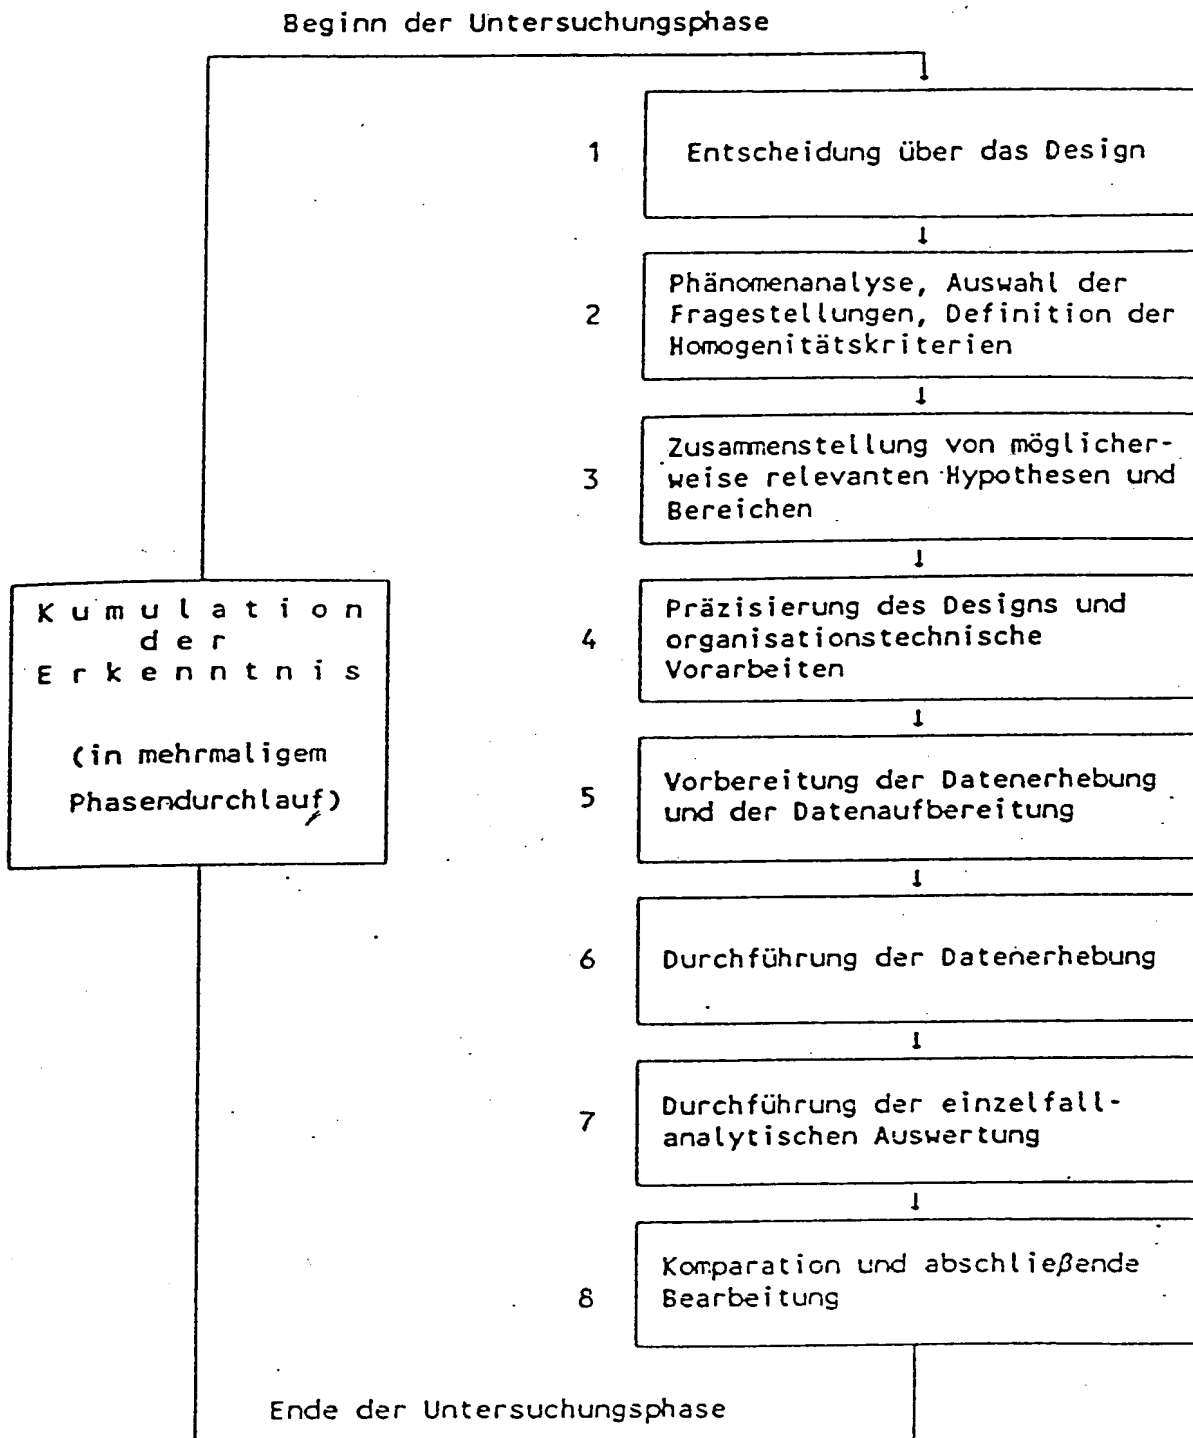 Beginn der Untersuchungsphase
1
Entscheidung über das Design
2
Phänomenanalyse, Auswahl der
Fragestellungen, Definition der
Homogenitätskriterien
3
Zusammenstellung von möglicher-
weise relevanten Hypothesen und
Bereichen
Kumulation
der
Erkenntnis
(in mehrmaligem
Phasendurchlauf)
4
Präzisierung des Designs und
organisationstechnische
Vorarbeiten
5
Vorbereitung der Datenerhebung
und der Datenaufbereitung
6
Durchführung der Datenerhebung
7
Durchführung der einzelfall-
analytischen Auswertung
8
Komparation und abschließende
Bearbeitung
Ende der Untersuchungsphase